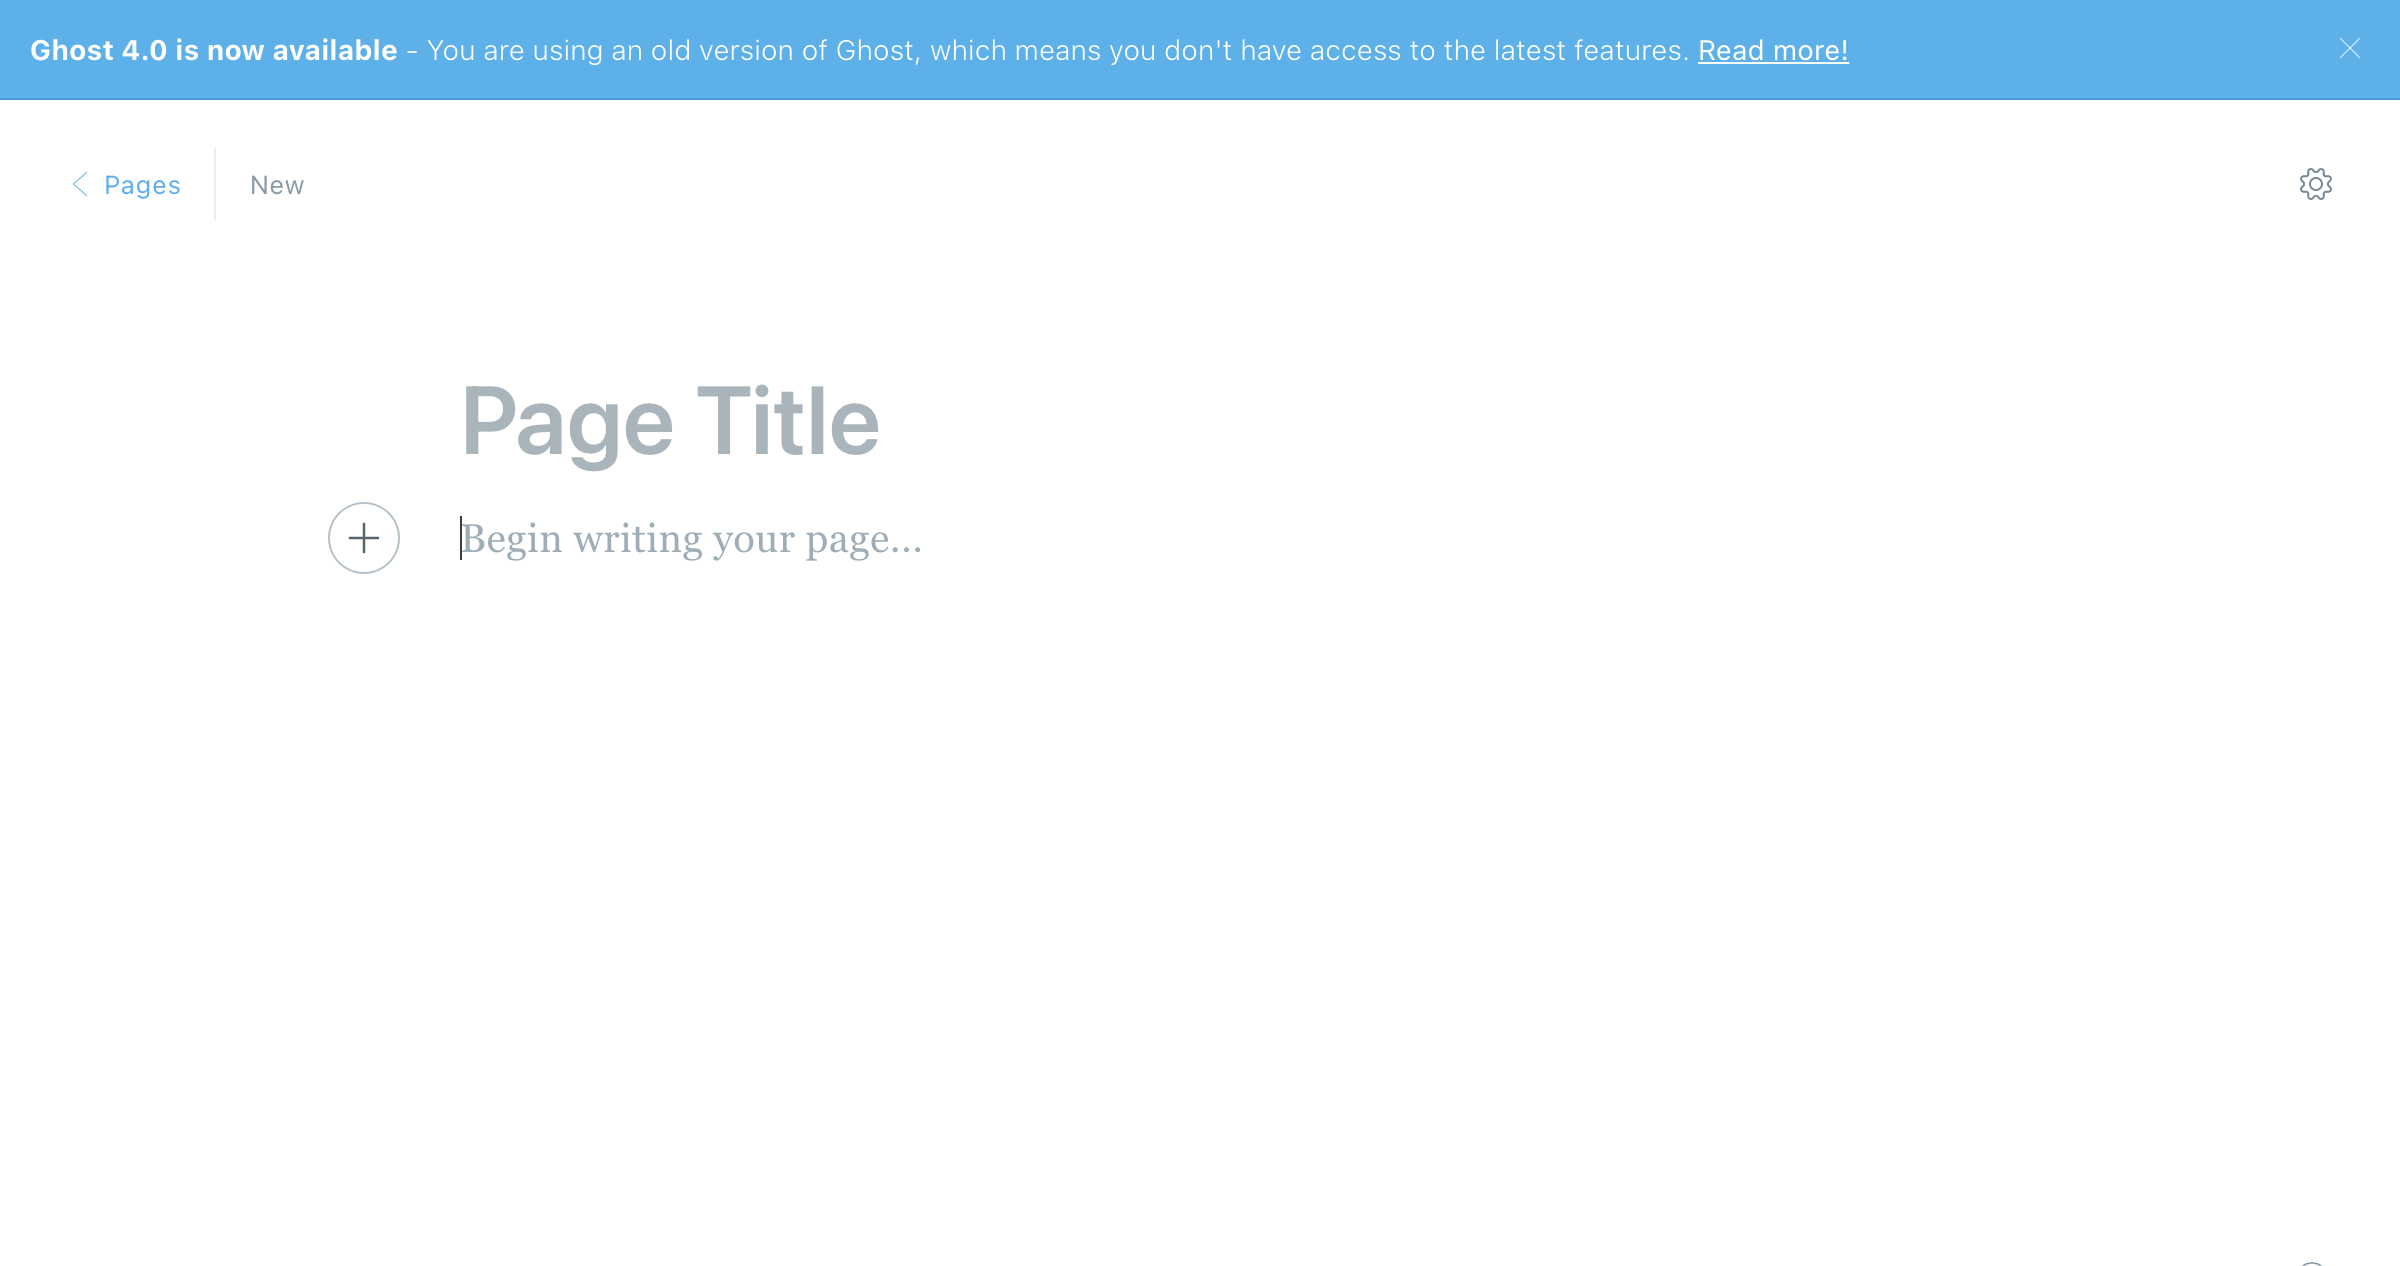 Ghost 4.0 is now available - You are using an old version of Ghost, which means you don't have access to the latest features. Read more!
Pages
New
Page Title
Begin writing your page...